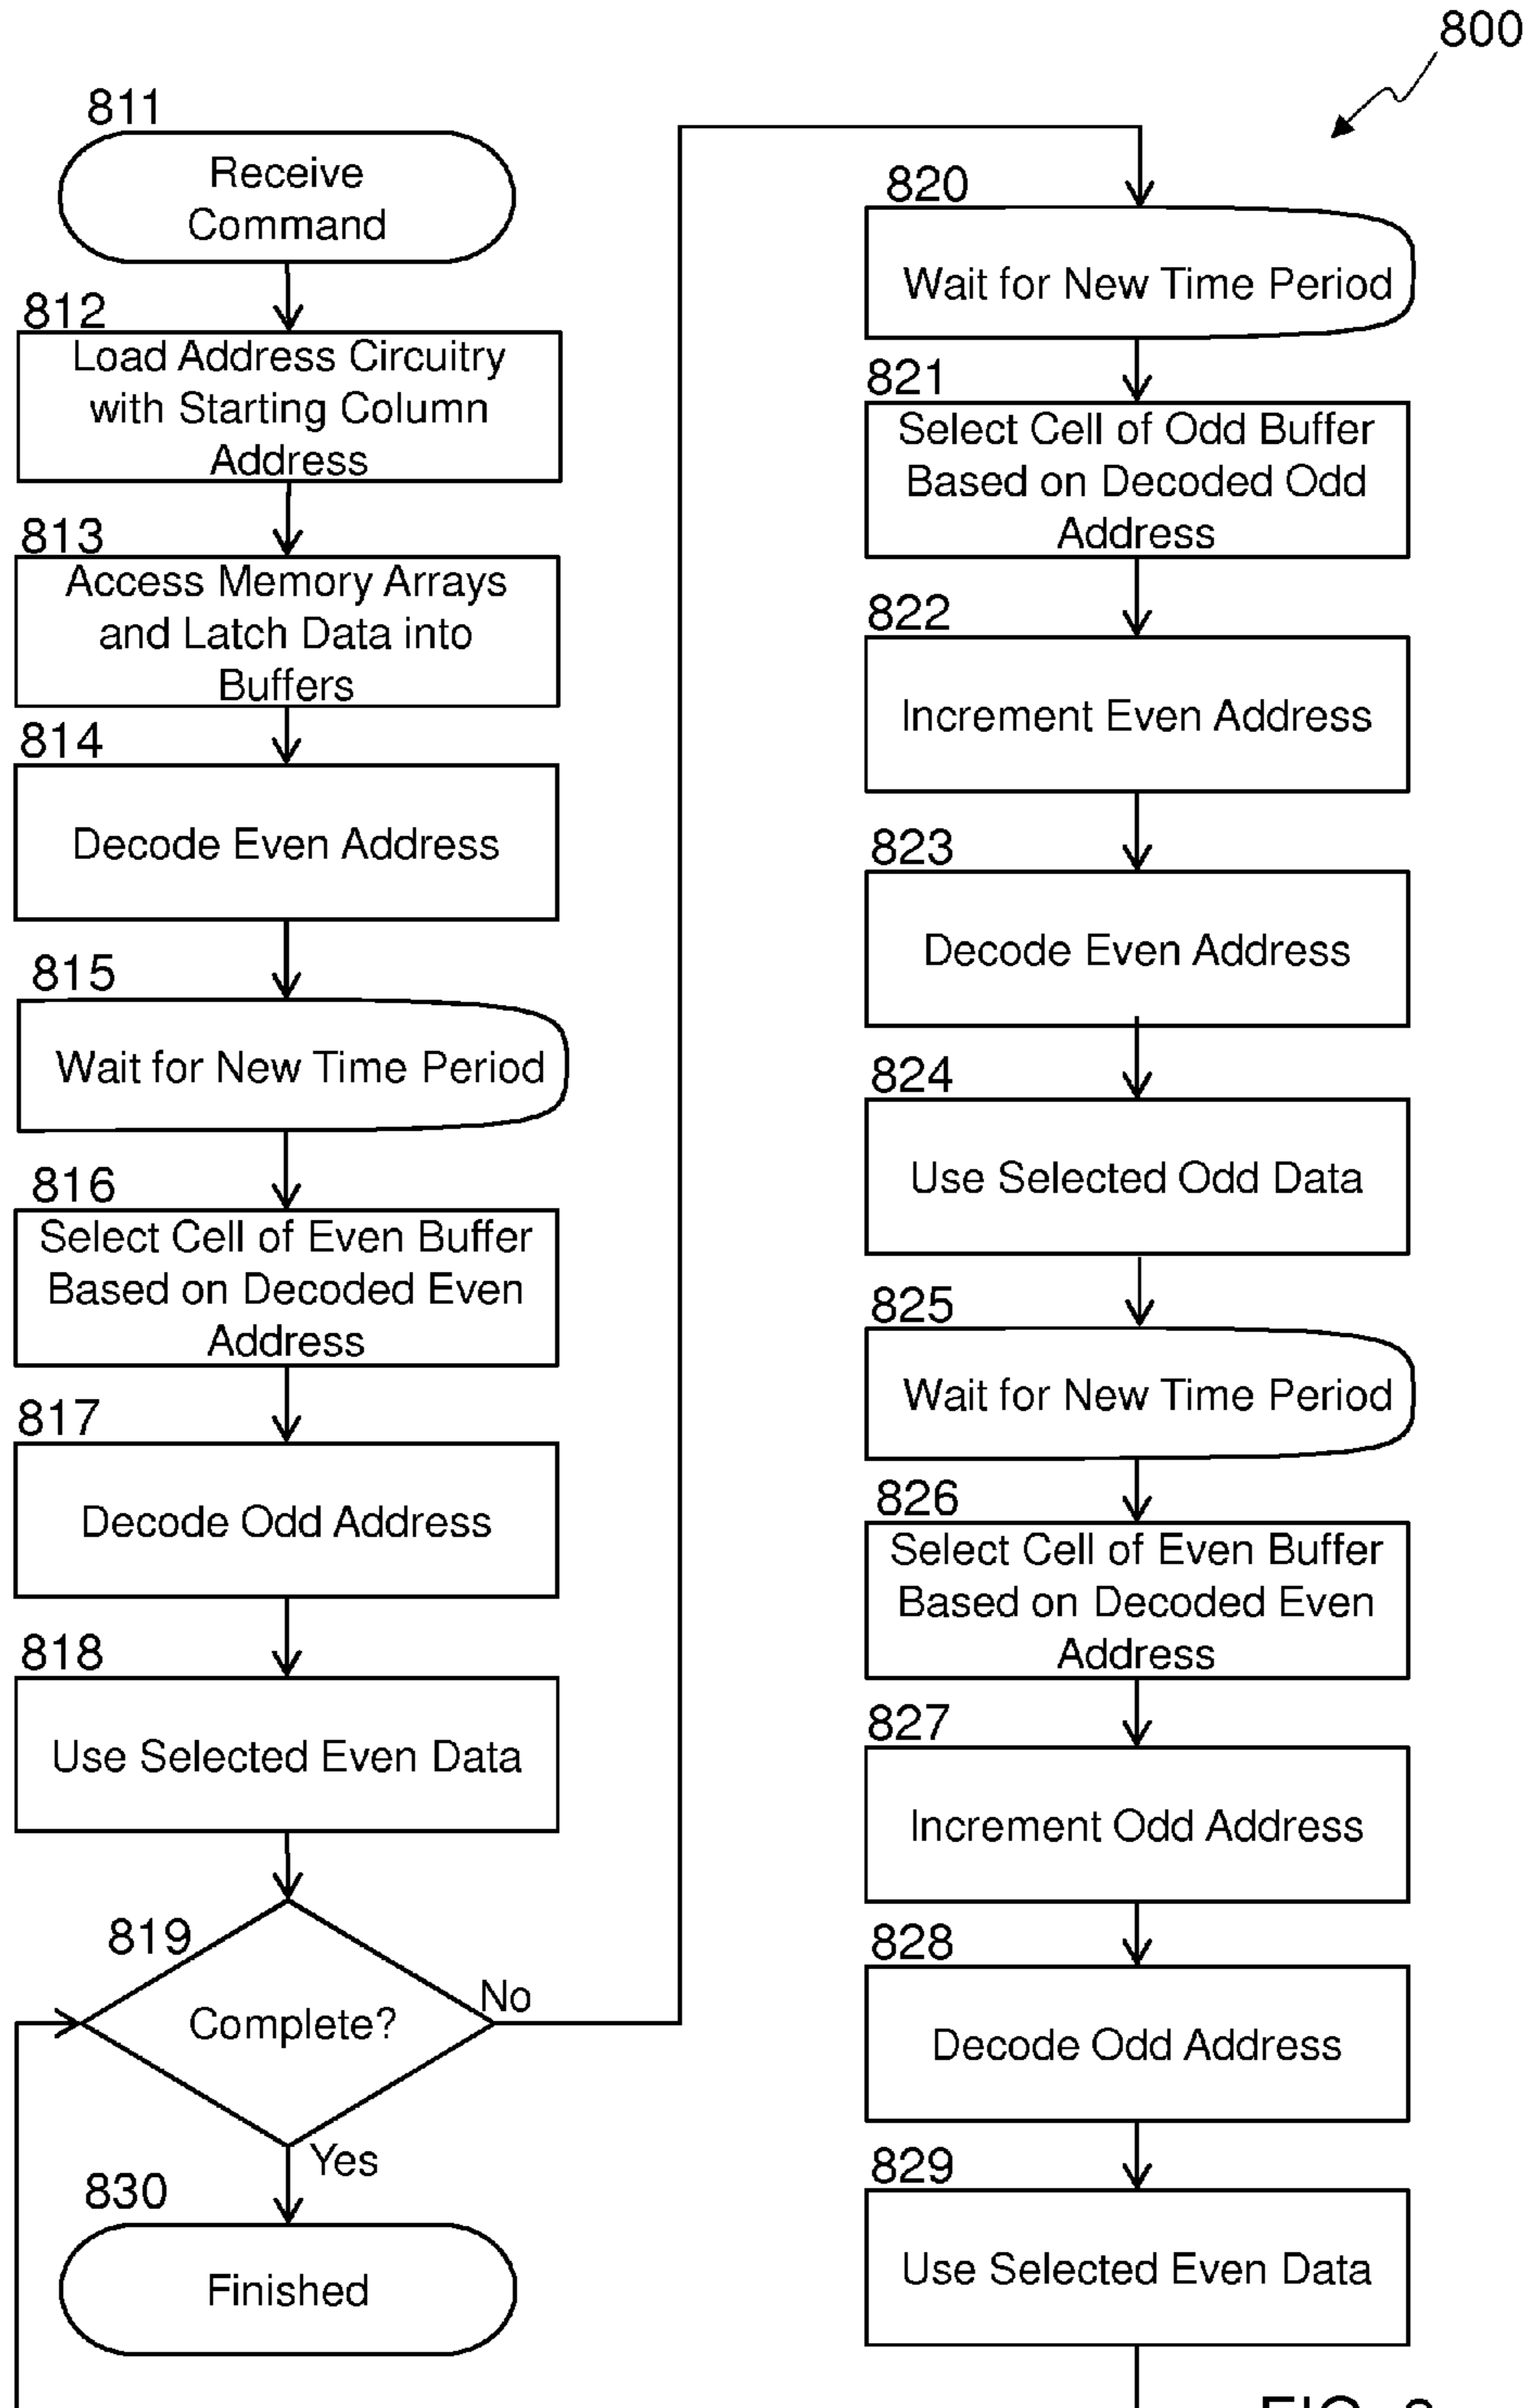 800
811
Receive
Command
812
Load Address Circuitry
with Starting Column
Address
813
Access Memory Arrays
and Latch Data into
Buffers
814
Decode Even Address
815
Wait for New Time Period
816
Select Cell of Even Buffer
Based on Decoded Even
Address
817
Decode Odd Address
818
Use Selected Even Data
819
Complete?
No
Yes
830
Finished
820
Wait for New Time Period
821
Select Cell of Odd Buffer
Based on Decoded Odd
Address
822
Increment Even Address
823
Decode Even Address
824
Use Selected Odd Data
825
Wait for New Time Period
826
Select Cell of Even Buffer
Based on Decoded Even
Address
827
Increment Odd Address
828
Decode Odd Address
829
Use Selected Even Data